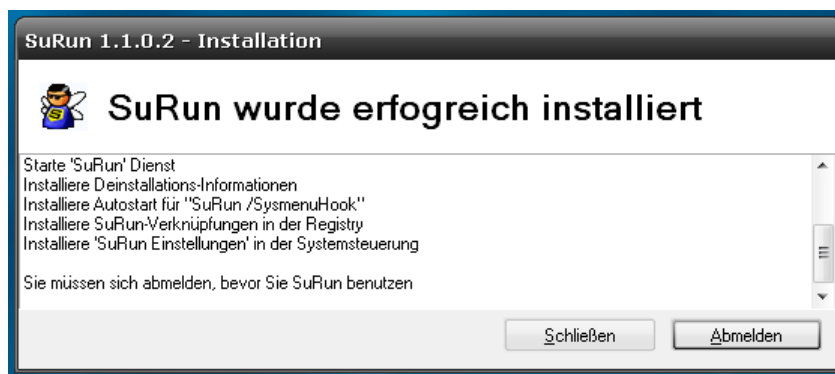 SuRun 1.1.0.2 - Installation
SuRun wurde erfogreich installiert
Starte 'SuRun' Dienst
Installiere Deinstallations-Informationen
Installiere Autostart für "SuRun /SysmenuHook"
Installiere SuRun-Verknüpfungen in der Registry
Installiere 'SuRun Einstellungen' in der Systemsteuerung
Sie müssen sich abmelden, bevor Sie SuRun benutzen
Schließen
Abmelden